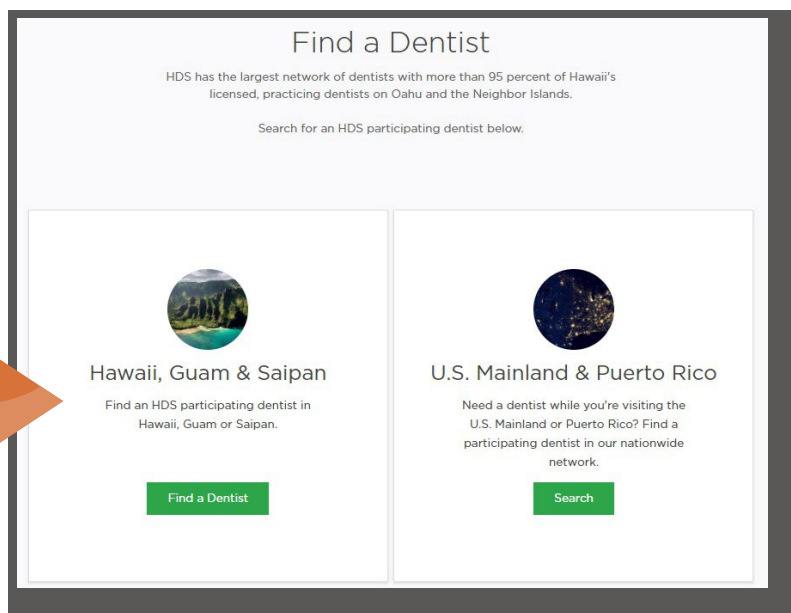 Find a Dentist
HDS has the largest network of dentists with more than 95 percent of Hawaii's
licensed, practicing dentists on Oahu and the Neighbor Islands.
Search for an HDS participating dentist below.
Hawaii, Guam & Saipan
Find an HDS participating dentist in
Hawaii, Guam or Saipan.
Find a Dentist
U.S. Mainland & Puerto Rico
Need a dentist while you're visiting the
U.S. Mainland or Puerto Rico? Find a
participating dentist in our nationwide
network.
Search